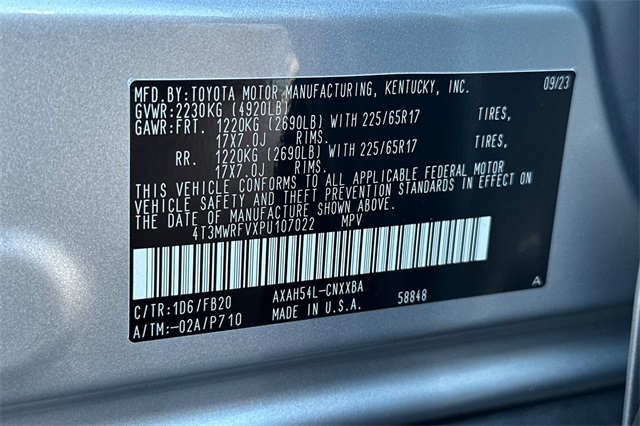 MFD.BY:TOYOTA MOTOR MANUFACTURING, KENTUCKY, INC. 09/23
GVWR:2230KG (4920LB)
GAWR:FRT. 1220KG (2690LB) WITH 225/65R17 TIRES,
17X7.0J RIMS.
RR. 1220KG (2690LB) WITH 225/65R17 TIRES,
17X7.0J RIMS.
THIS VEHICLE CONFORMS TO ALL APPLICABLE FEDERAL MOTOR
VEHICLE SAFETY AND THEFT PREVENTION STANDARDS IN EFFECT ON
THE DATE OF MANUFACTURE SHOWN ABOVE.
4T3MWRFVXPU107022 MPV
C/TR:1D6/FB20 AXAH54L-CNXXBA A
A/TM:-02A/P710 MADE IN U.S.A. 58848